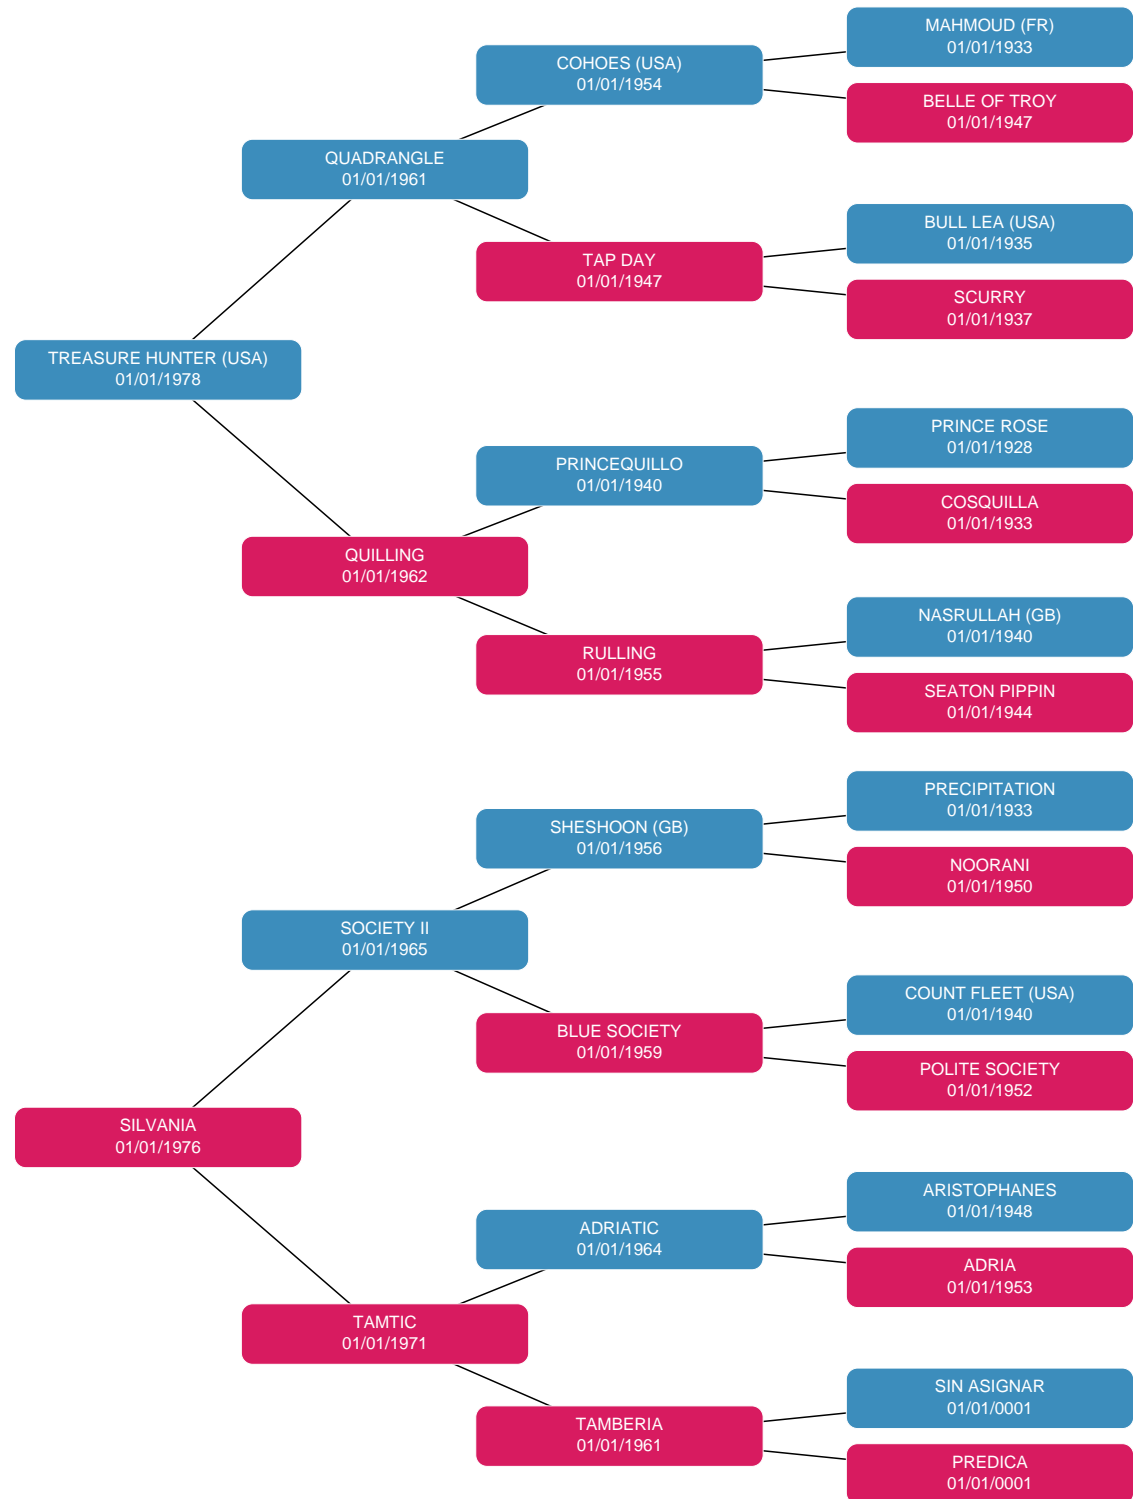 MAHMOUD (FR)
01/01/1933
COHOES (USA)
01/01/1954
BELLE OF TROY
01/01/1947
QUADRANGLE
01/01/1961
BULL LEA (USA)
01/01/1935
TAP DAY
01/01/1947
SCURRY
01/01/1937
TREASURE HUNTER (USA)
01/01/1978
PRINCE ROSE
01/01/1928
PRINCEQUILLO
01/01/1940
COSQUILLA
01/01/1933
QUILLING
01/01/1962
NASRULLAH (GB)
01/01/1940
RULLING
01/01/1955
SEATON PIPPIN
01/01/1944
PRECIPITATION
01/01/1933
SHESHOON (GB)
01/01/1956
NOORANI
01/01/1950
SOCIETY II
01/01/1965
COUNT FLEET (USA)
01/01/1940
BLUE SOCIETY
01/01/1959
POLITE SOCIETY
01/01/1952
SILVANIA
01/01/1976
ARISTOPHANES
01/01/1948
ADRIATIC
01/01/1964
ADRIA
01/01/1953
TAMTIC
01/01/1971
SIN ASIGNAR
01/01/0001
TAMBERIA
01/01/1961
PREDICA
01/01/0001